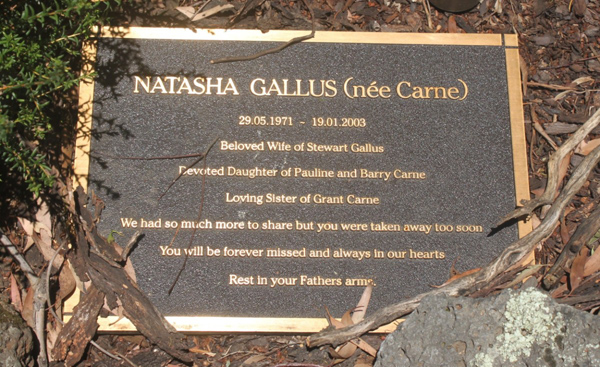 NATASHA GALLUS (née Carne)
29.05.1971 - 19.01.2003
Beloved Wife of Stewart Gallus
Devoted Daughter of Pauline and Barry Carne
Loving Sister of Grant Carne
We had so much more to share but you were taken away too soon
You will be forever missed and always in our hearts
Rest in your Fathers arms.